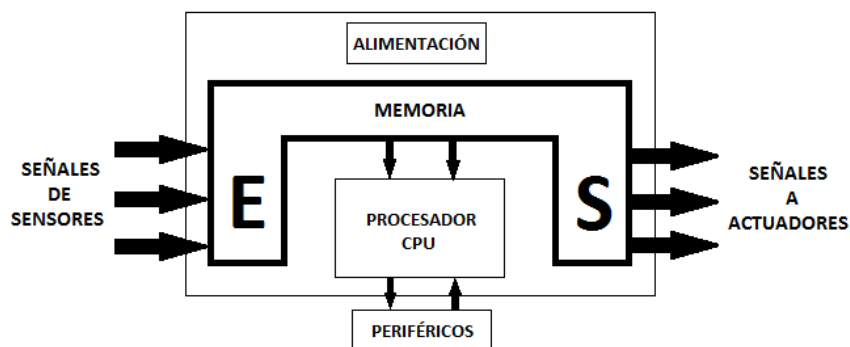 ALIMENTACIÓN
MEMORIA
SEÑALES
DE
SENSORES
E
PROCESADOR
CPU
S
SEÑALES
A
ACTUADORES
PERIFÉRICOS